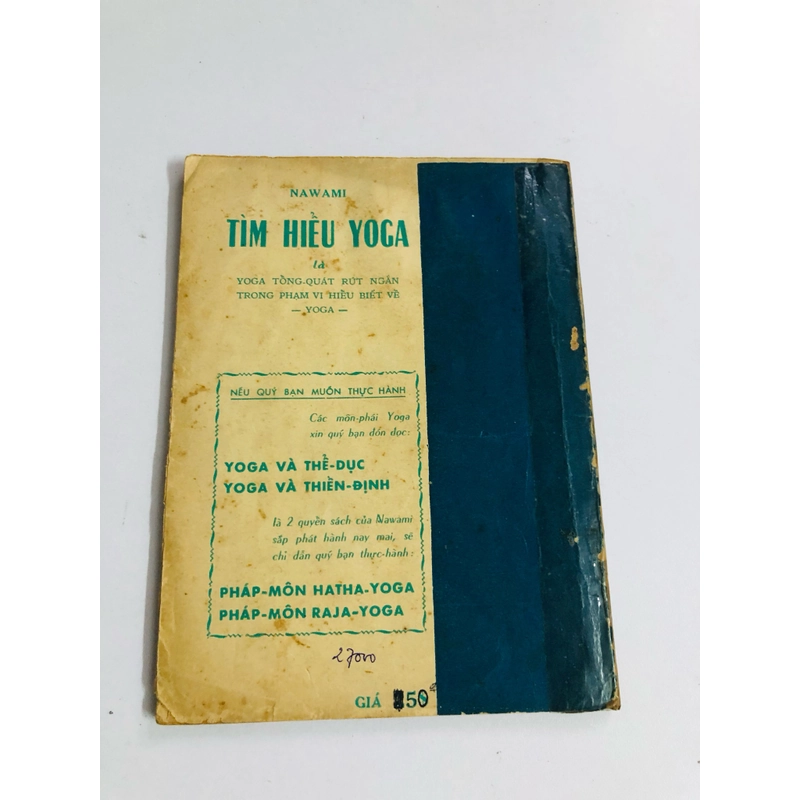 NAWAMI
TÌM HIỂU YOGA
là
YOGA TỔNG-QUÁT RÚT NGẮN
TRONG PHẠM VI HIỂU BIẾT VỀ
— YOGA —
NẾU QUÝ BẠN MUỐN THỰC HÀNH
Các môn-phái Yoga
xin quý bạn đón đọc:
YOGA VÀ THỂ-DỤC
YOGA VÀ THIỀN-ĐỊNH
là 2 quyển sách của Nawami
sắp phát hành nay mai, sẽ
chỉ dẫn quý bạn thực-hành:
PHÁP-MÔN HATHA-YOGA
PHÁP-MÔN RAJA-YOGA
27000
GIÁ 50